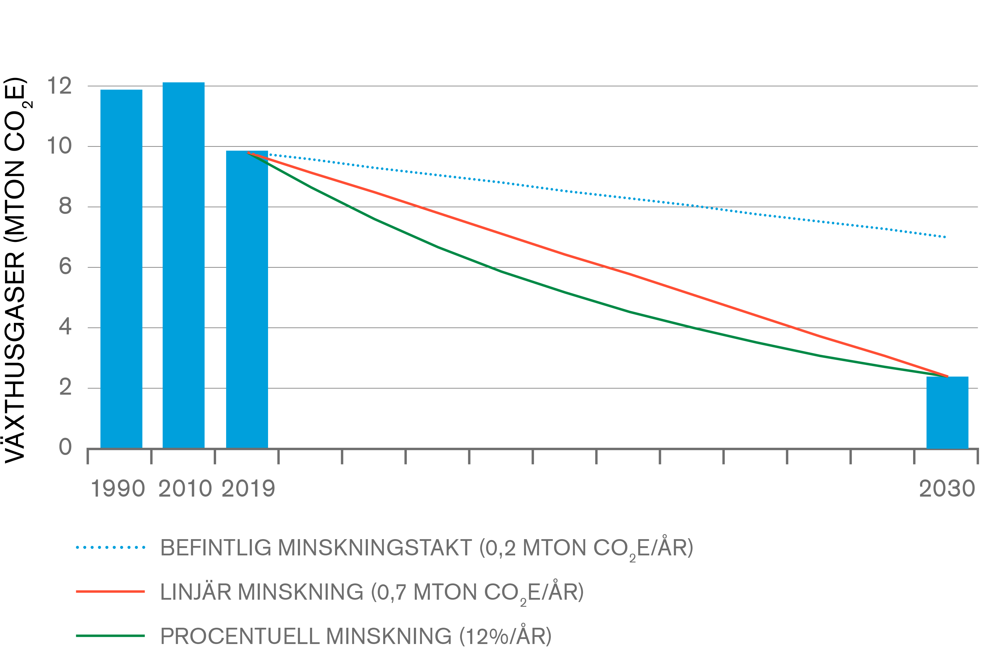 VÄXTHUSGASER (MTON CO₂E)
12
10
8
6
4
2
0
1990 2010 2019 2030
BEFINTLIG MINSKNINGSTAKT (0,2 MTON CO₂E/ÅR)
LINJÄR MINSKNING (0,7 MTON CO₂E/ÅR)
PROCENTUELL MINSKNING (12%/ÅR)